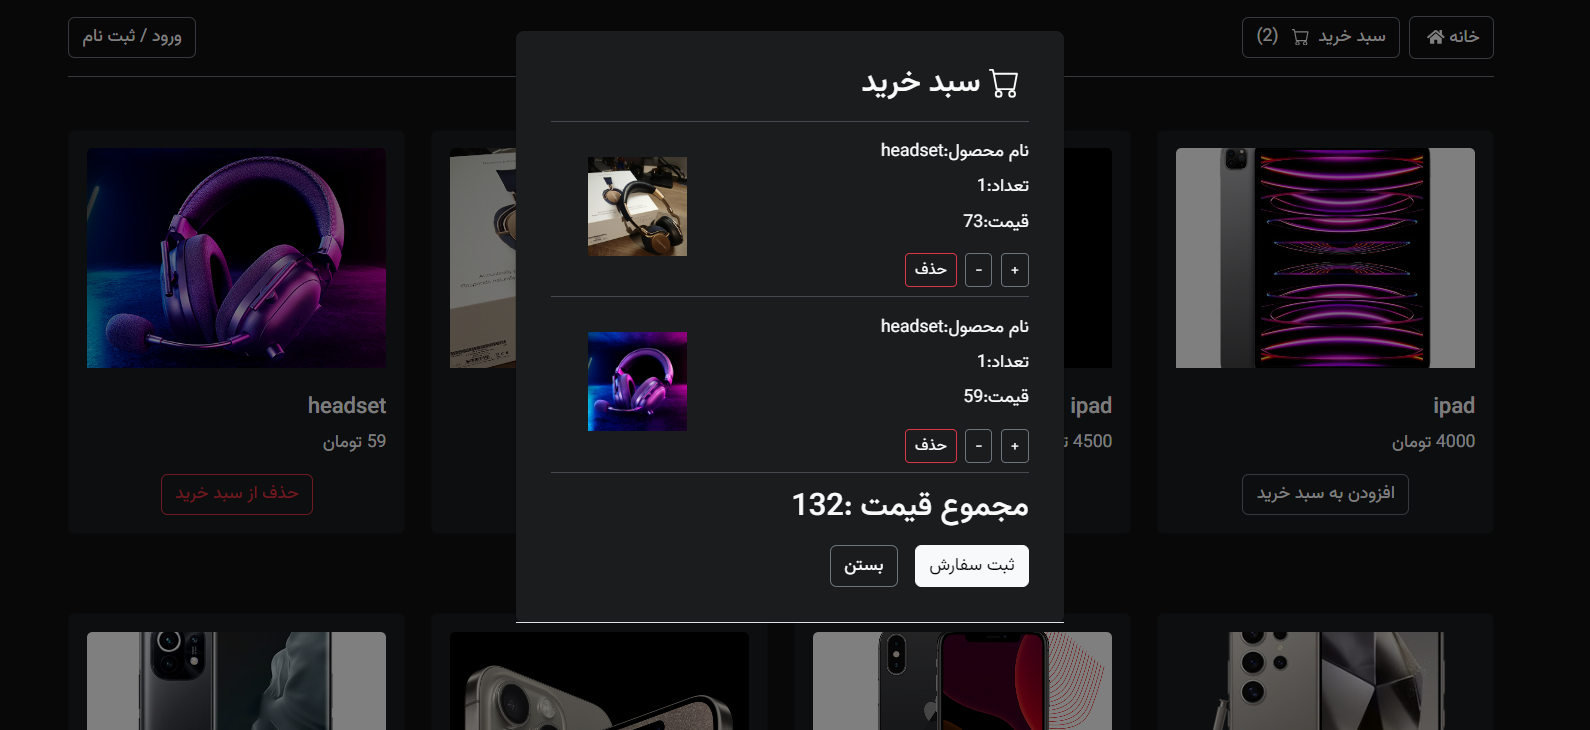 خانه
سبد خرید (2)
ورود / ثبت نام
سبد خرید
نام محصول:headset
تعداد:1
قیمت:73
+
-
حذف
نام محصول:headset
تعداد:1
قیمت:59
+
-
حذف
مجموع قیمت :132
ثبت سفارش
بستن
ipad
4000 تومان
افزودن به سبد خرید
ipad
4500
headset
59 تومان
حذف از سبد خرید